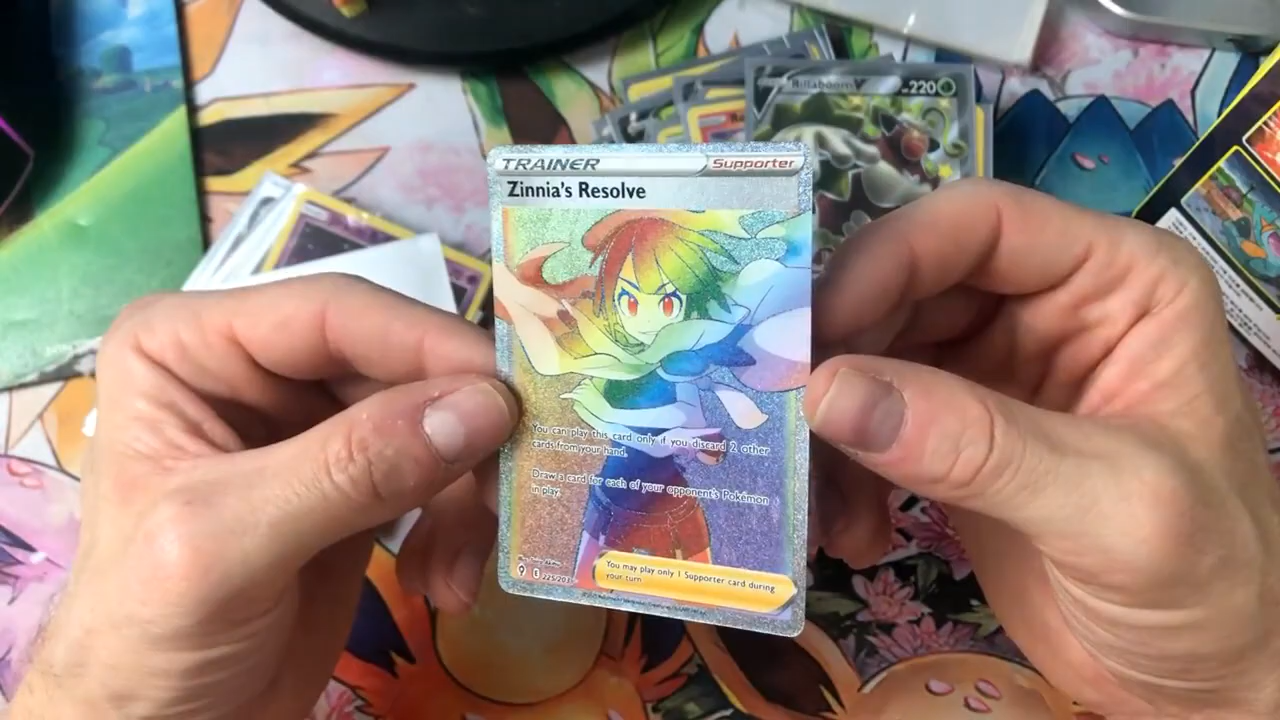 Rillaboom
220
TRAINER
Supporter
Zinnia's Resolve
You can play this card only if you discard 2 other
cards from your hand.
Draw a card for each of your opponent's Pokémon
in play.
E 225/203
You may play only 1 Supporter card during
your turn